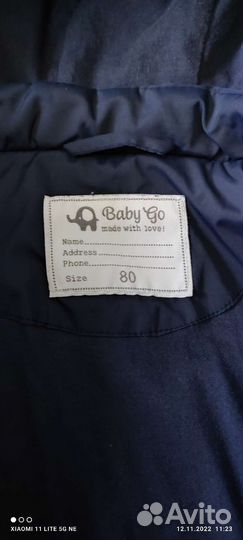 Baby Go
made with love!
Name
Address
Phone
Size 80
XIAOMI 11 LITE 5G NE
12.11.2022 11:23
Avito